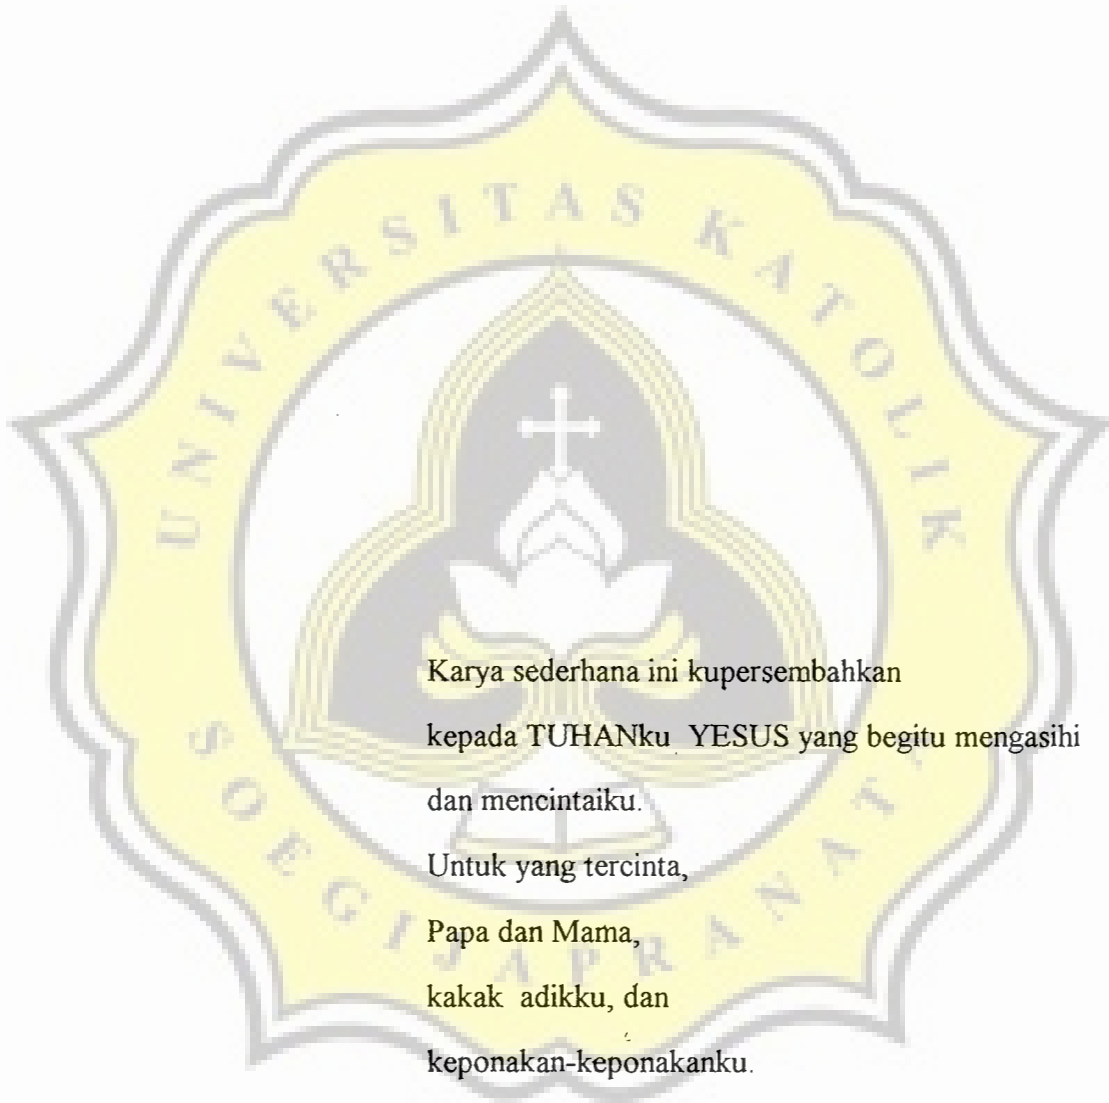 UNIVERSITAS KATOLIK
SOEGIJAPRANATA
Karya sederhana ini kupersembahkan
kepada TUHANku YESUS yang begitu mengasihi
dan mencintaiku.
Untuk yang tercinta,
Papa dan Mama,
kakak adikku, dan
keponakan-keponakanku.